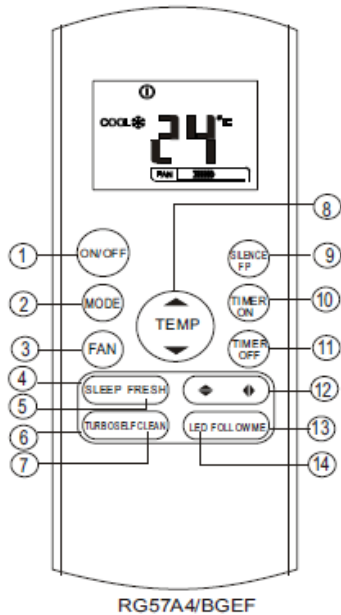 COOL 24 °C
FAN
8
1 ON/OFF SILENCE FP 9
2 MODE TEMP TIMER ON 10
3 FAN TIMER OFF 11
4
5 SLEEP FRESH 12
6 TURBO SELF CLEAN LED FOLLOW ME 13
7 14
RG57A4/BGEF